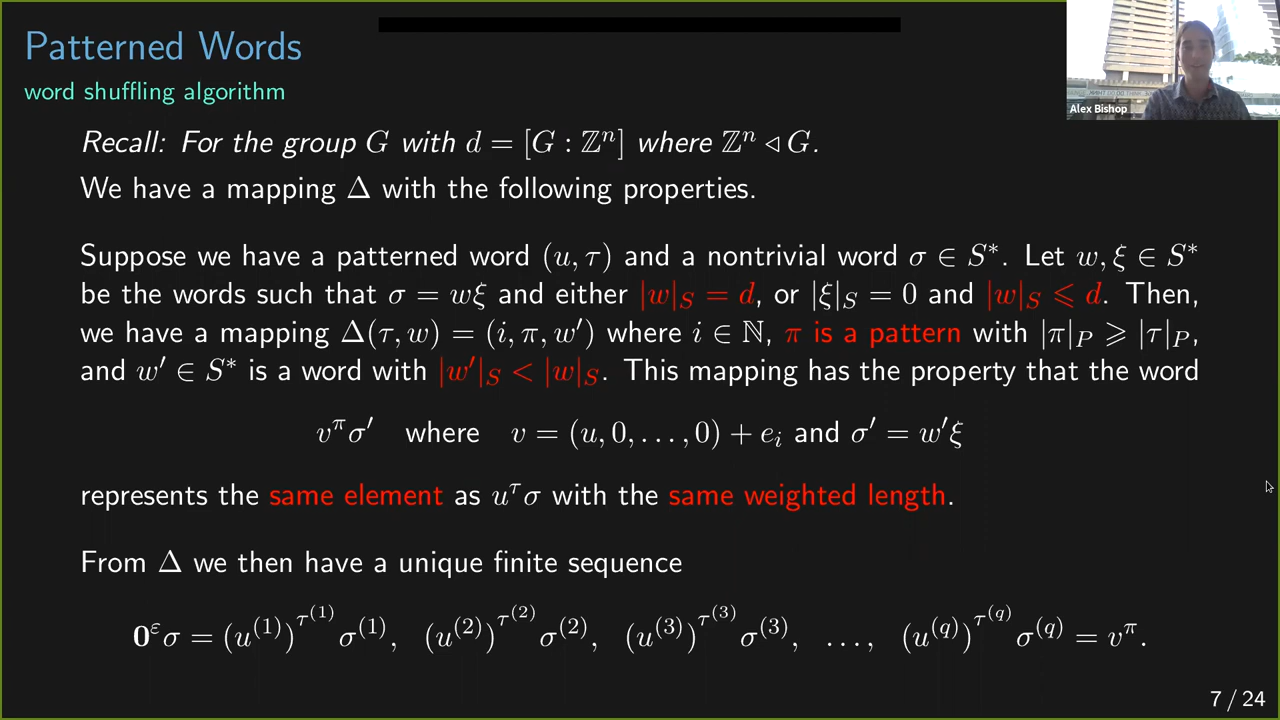 Patterned Words
word shuffling algorithm
Alex Bishop
Recall: For the group G with d = [G : ℤⁿ] where ℤⁿ ◁ G.
We have a mapping Δ with the following properties.
Suppose we have a patterned word (u, τ) and a nontrivial word σ ∈ S*. Let w, ξ ∈ S*
be the words such that σ = wξ and either |w|_S = d, or |ξ|_S = 0 and |w|_S ⩽ d. Then,
we have a mapping Δ(τ, w) = (i, π, w′) where i ∈ ℕ, π is a pattern with |π|_P ⩾ |τ|_P,
and w′ ∈ S* is a word with |w′|_S < |w|_S. This mapping has the property that the word
v^π σ′ where v = (u, 0, . . . , 0) + e_i and σ′ = w′ξ
represents the same element as u^τ σ with the same weighted length.
From Δ we then have a unique finite sequence
𝟎^ε σ = (u^(1))^τ^(1) σ^(1), (u^(2))^τ^(2) σ^(2), (u^(3))^τ^(3) σ^(3), . . . , (u^(q))^τ^(q) σ^(q) = v^π.
7 / 24